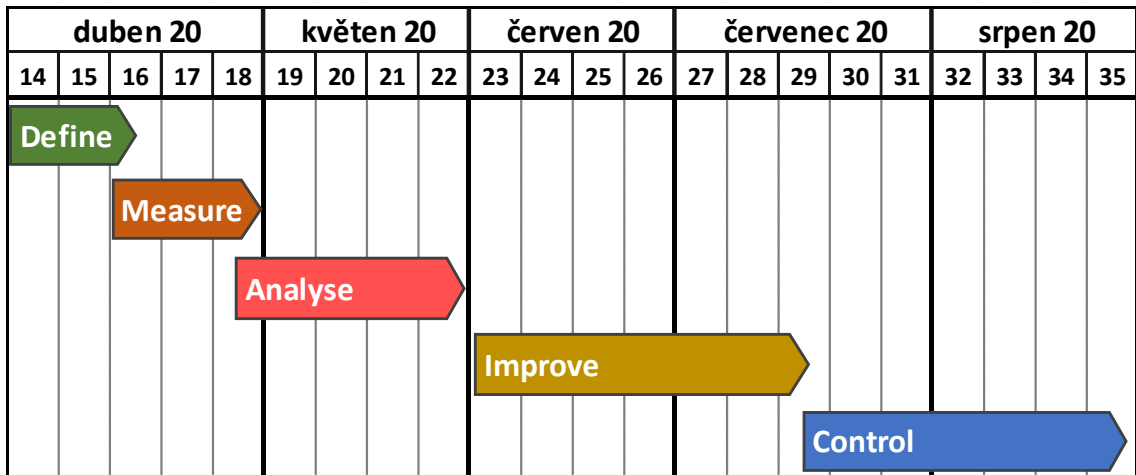 duben 20 květen 20 červen 20 červenec 20 srpen 20
14 15 16 17 18 19 20 21 22 23 24 25 26 27 28 29 30 31 32 33 34 35
Define
Measure
Analyse
Improve
Control